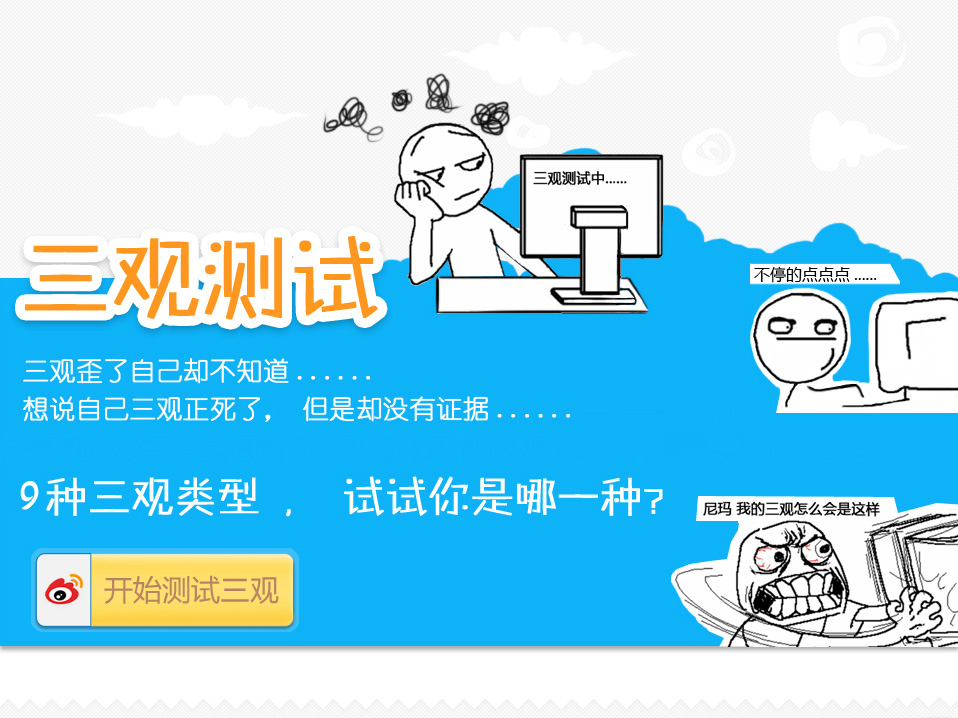 三观测试中......
三观测试
不停的点点点 ......
三观歪了自己却不知道......
想说自己三观正死了， 但是却没有证据......
9种三观类型 ， 试试你是哪一种？
尼玛 我的三观怎么会是这样
开始测试三观